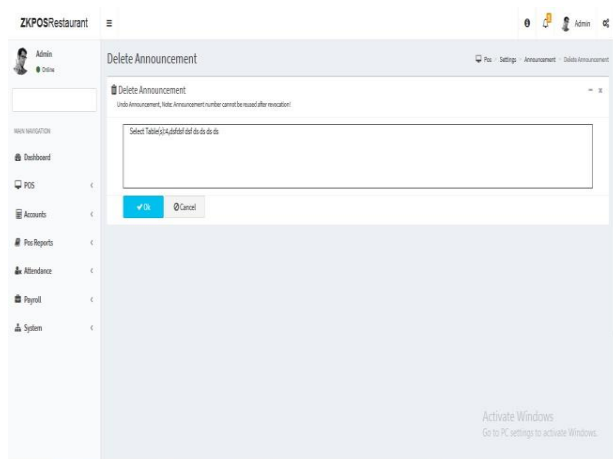 ZKPOSRestaurant
Admin
Admin
Online
Delete Announcement
Pos - Settings - Announcement - Delete Announcement
Delete Announcement
Undo Announcement, Note: Announcement number cannot be reused after revocation!
MAIN NAVIGATION
Select Table(s):4,dsfdsf dsf ds ds ds ds
Dashboard
POS
Ok
Cancel
Accounts
Pos Reports
Attendance
Payroll
System
Activate Windows
Go to PC settings to activate Windows.